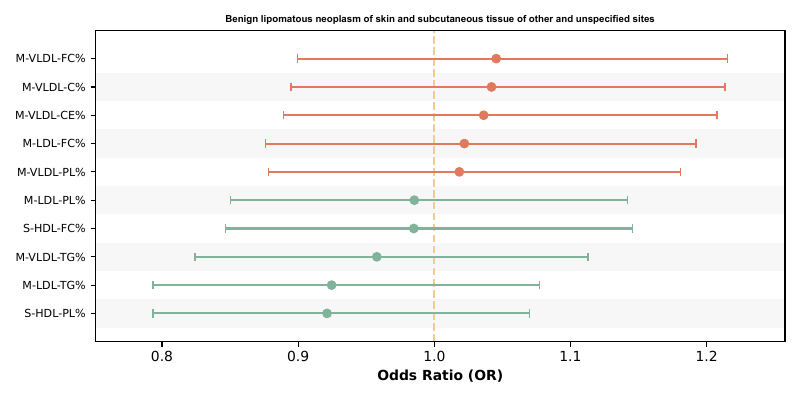 Benign lipomatous neoplasm of skin and subcutaneous tissue of other and unspecified sites
M-VLDL-FC%
M-VLDL-C%
M-VLDL-CE%
M-LDL-FC%
M-VLDL-PL%
M-LDL-PL%
S-HDL-FC%
M-VLDL-TG%
M-LDL-TG%
S-HDL-PL%
0.8 0.9 1.0 1.1 1.2
Odds Ratio (OR)